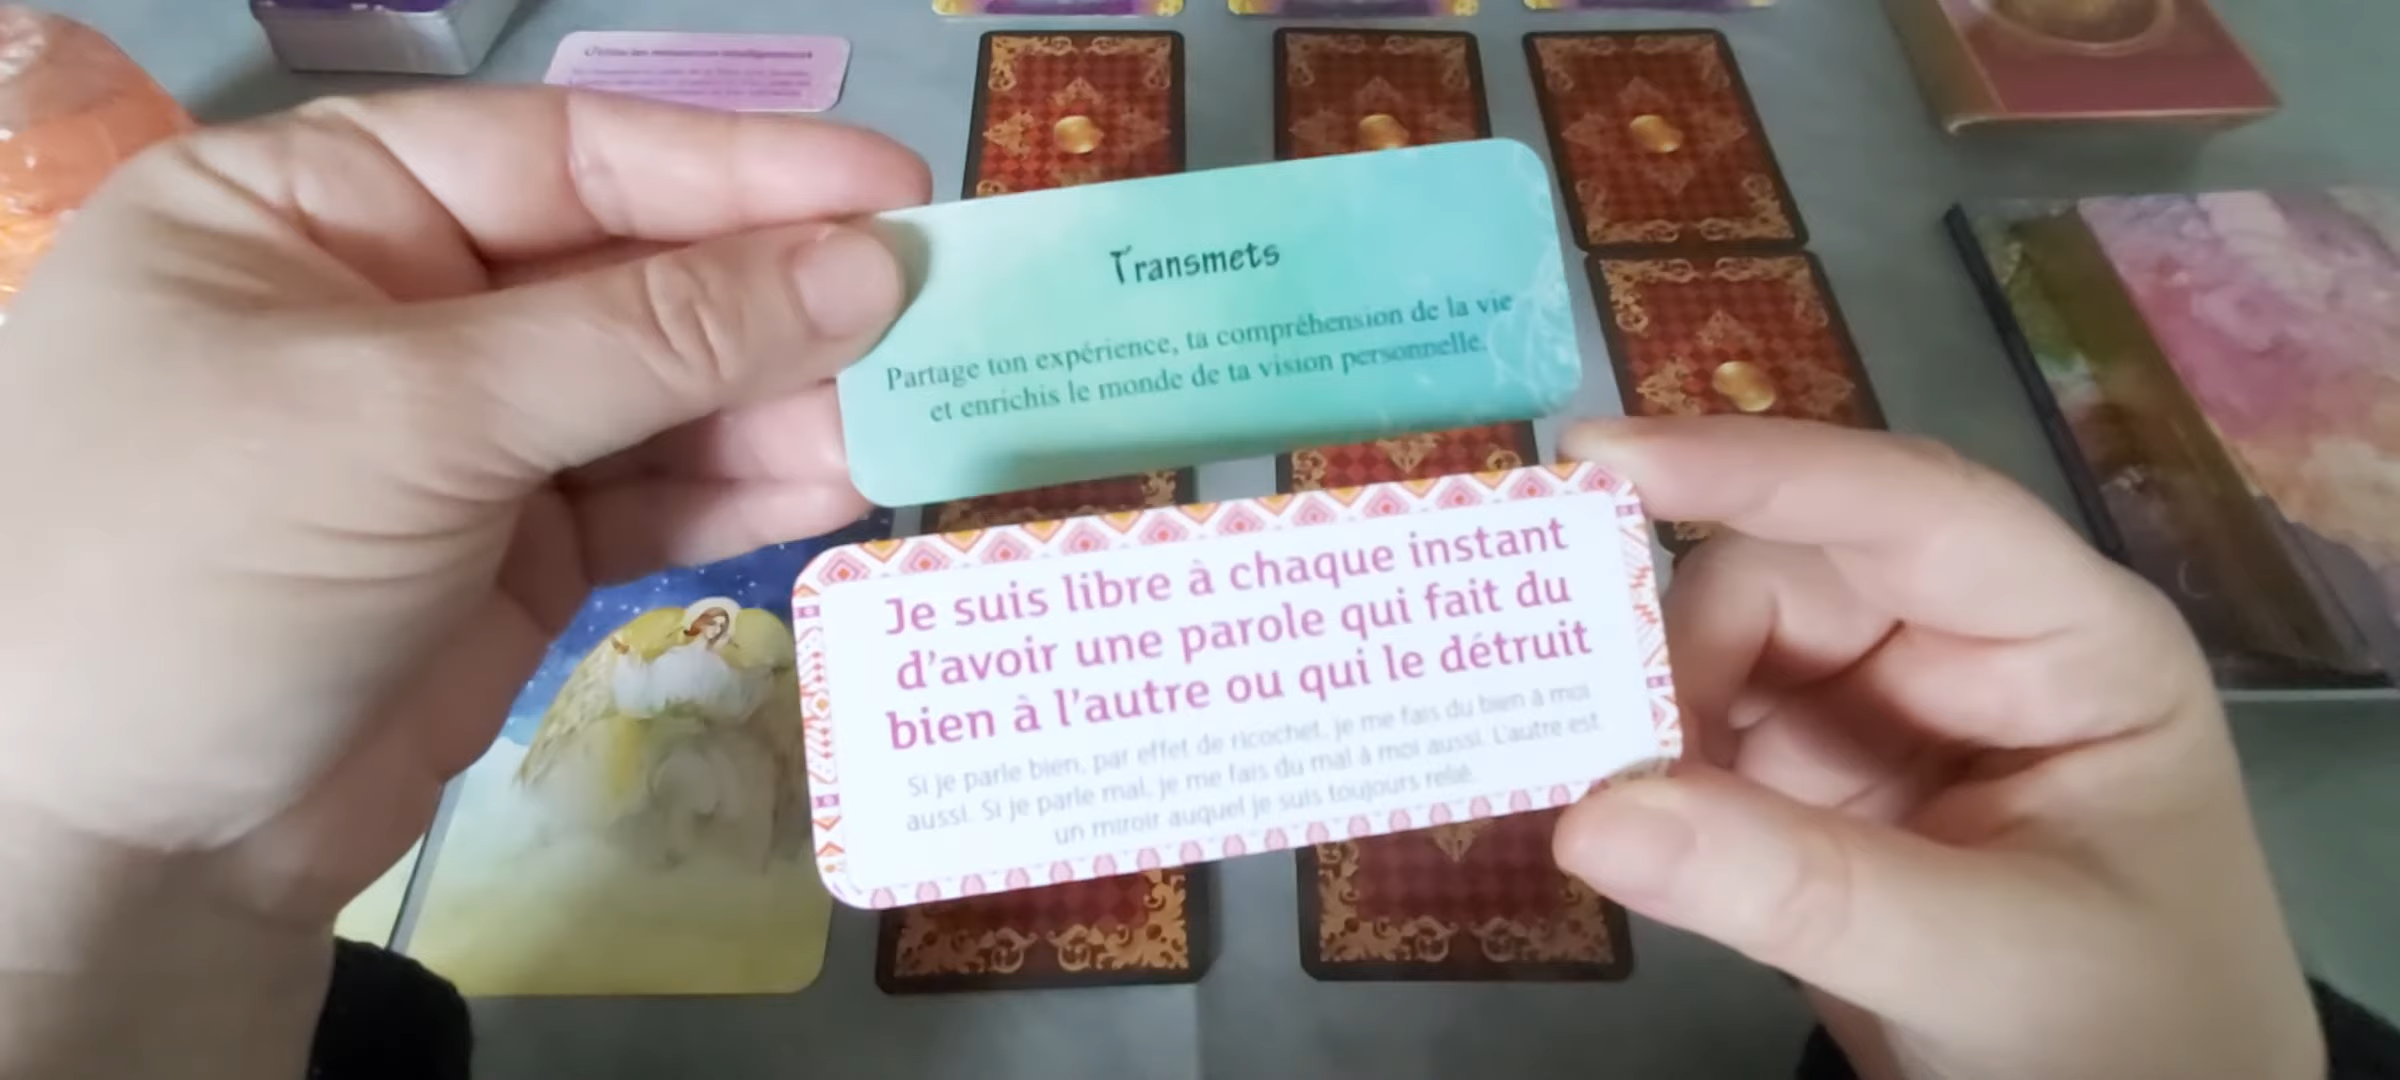 Transmets
Partage ton expérience, ta compréhension de la vie
et enrichis le monde de ta vision personnelle.
Je suis libre à chaque instant
d'avoir une parole qui fait du
bien à l'autre ou qui le détruit
Si je parle bien, par effet de ricochet, je me fais du bien à moi
aussi. Si je parle mal, je me fais du mal à moi aussi. L'autre est
un miroir auquel je suis toujours relié.